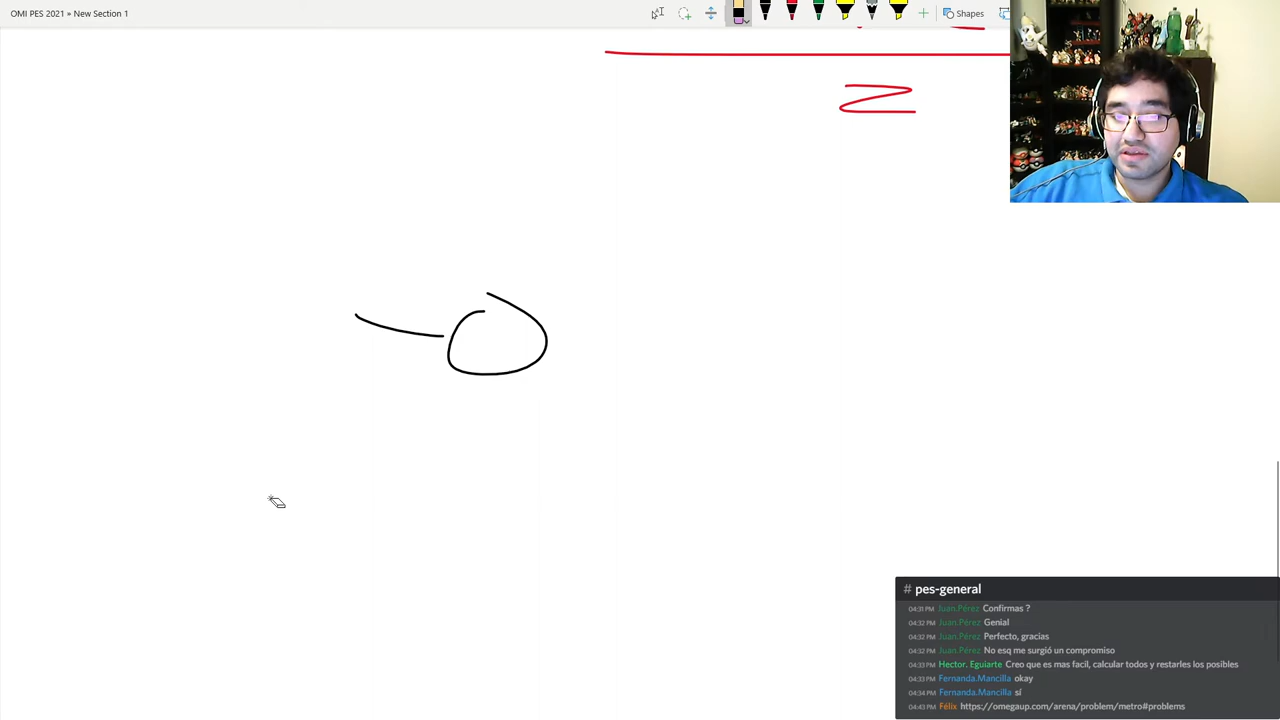 OMI PES 2021 » New Section 1
Shapes
2
# pes-general
04:31 PM Juan.Pérez Confirmas ?
04:32 PM Juan.Pérez Genial
04:32 PM Juan.Pérez Perfecto, gracias
04:32 PM Juan.Pérez No esq me surgió un compromiso
04:33 PM Hector. Eguiarte Creo que es mas facil, calcular todos y restarles los posibles
04:33 PM Fernanda.Mancilla okay
04:34 PM Fernanda.Mancilla sí
04:43 PM Félix https://omegaup.com/arena/problem/metro#problems